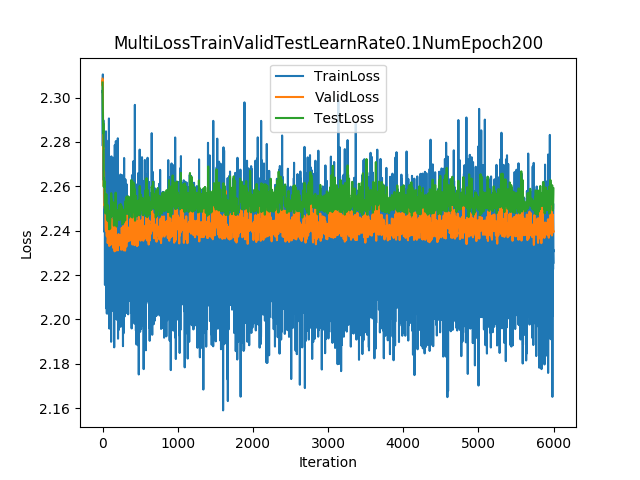 MultiLossTrainValidTestLearnRate0.1NumEpoch200
TrainLoss
ValidLoss
TestLoss
2.30
2.28
2.26
2.24
2.22
2.20
2.18
2.16
Loss
0
1000
2000
3000
4000
5000
6000
Iteration